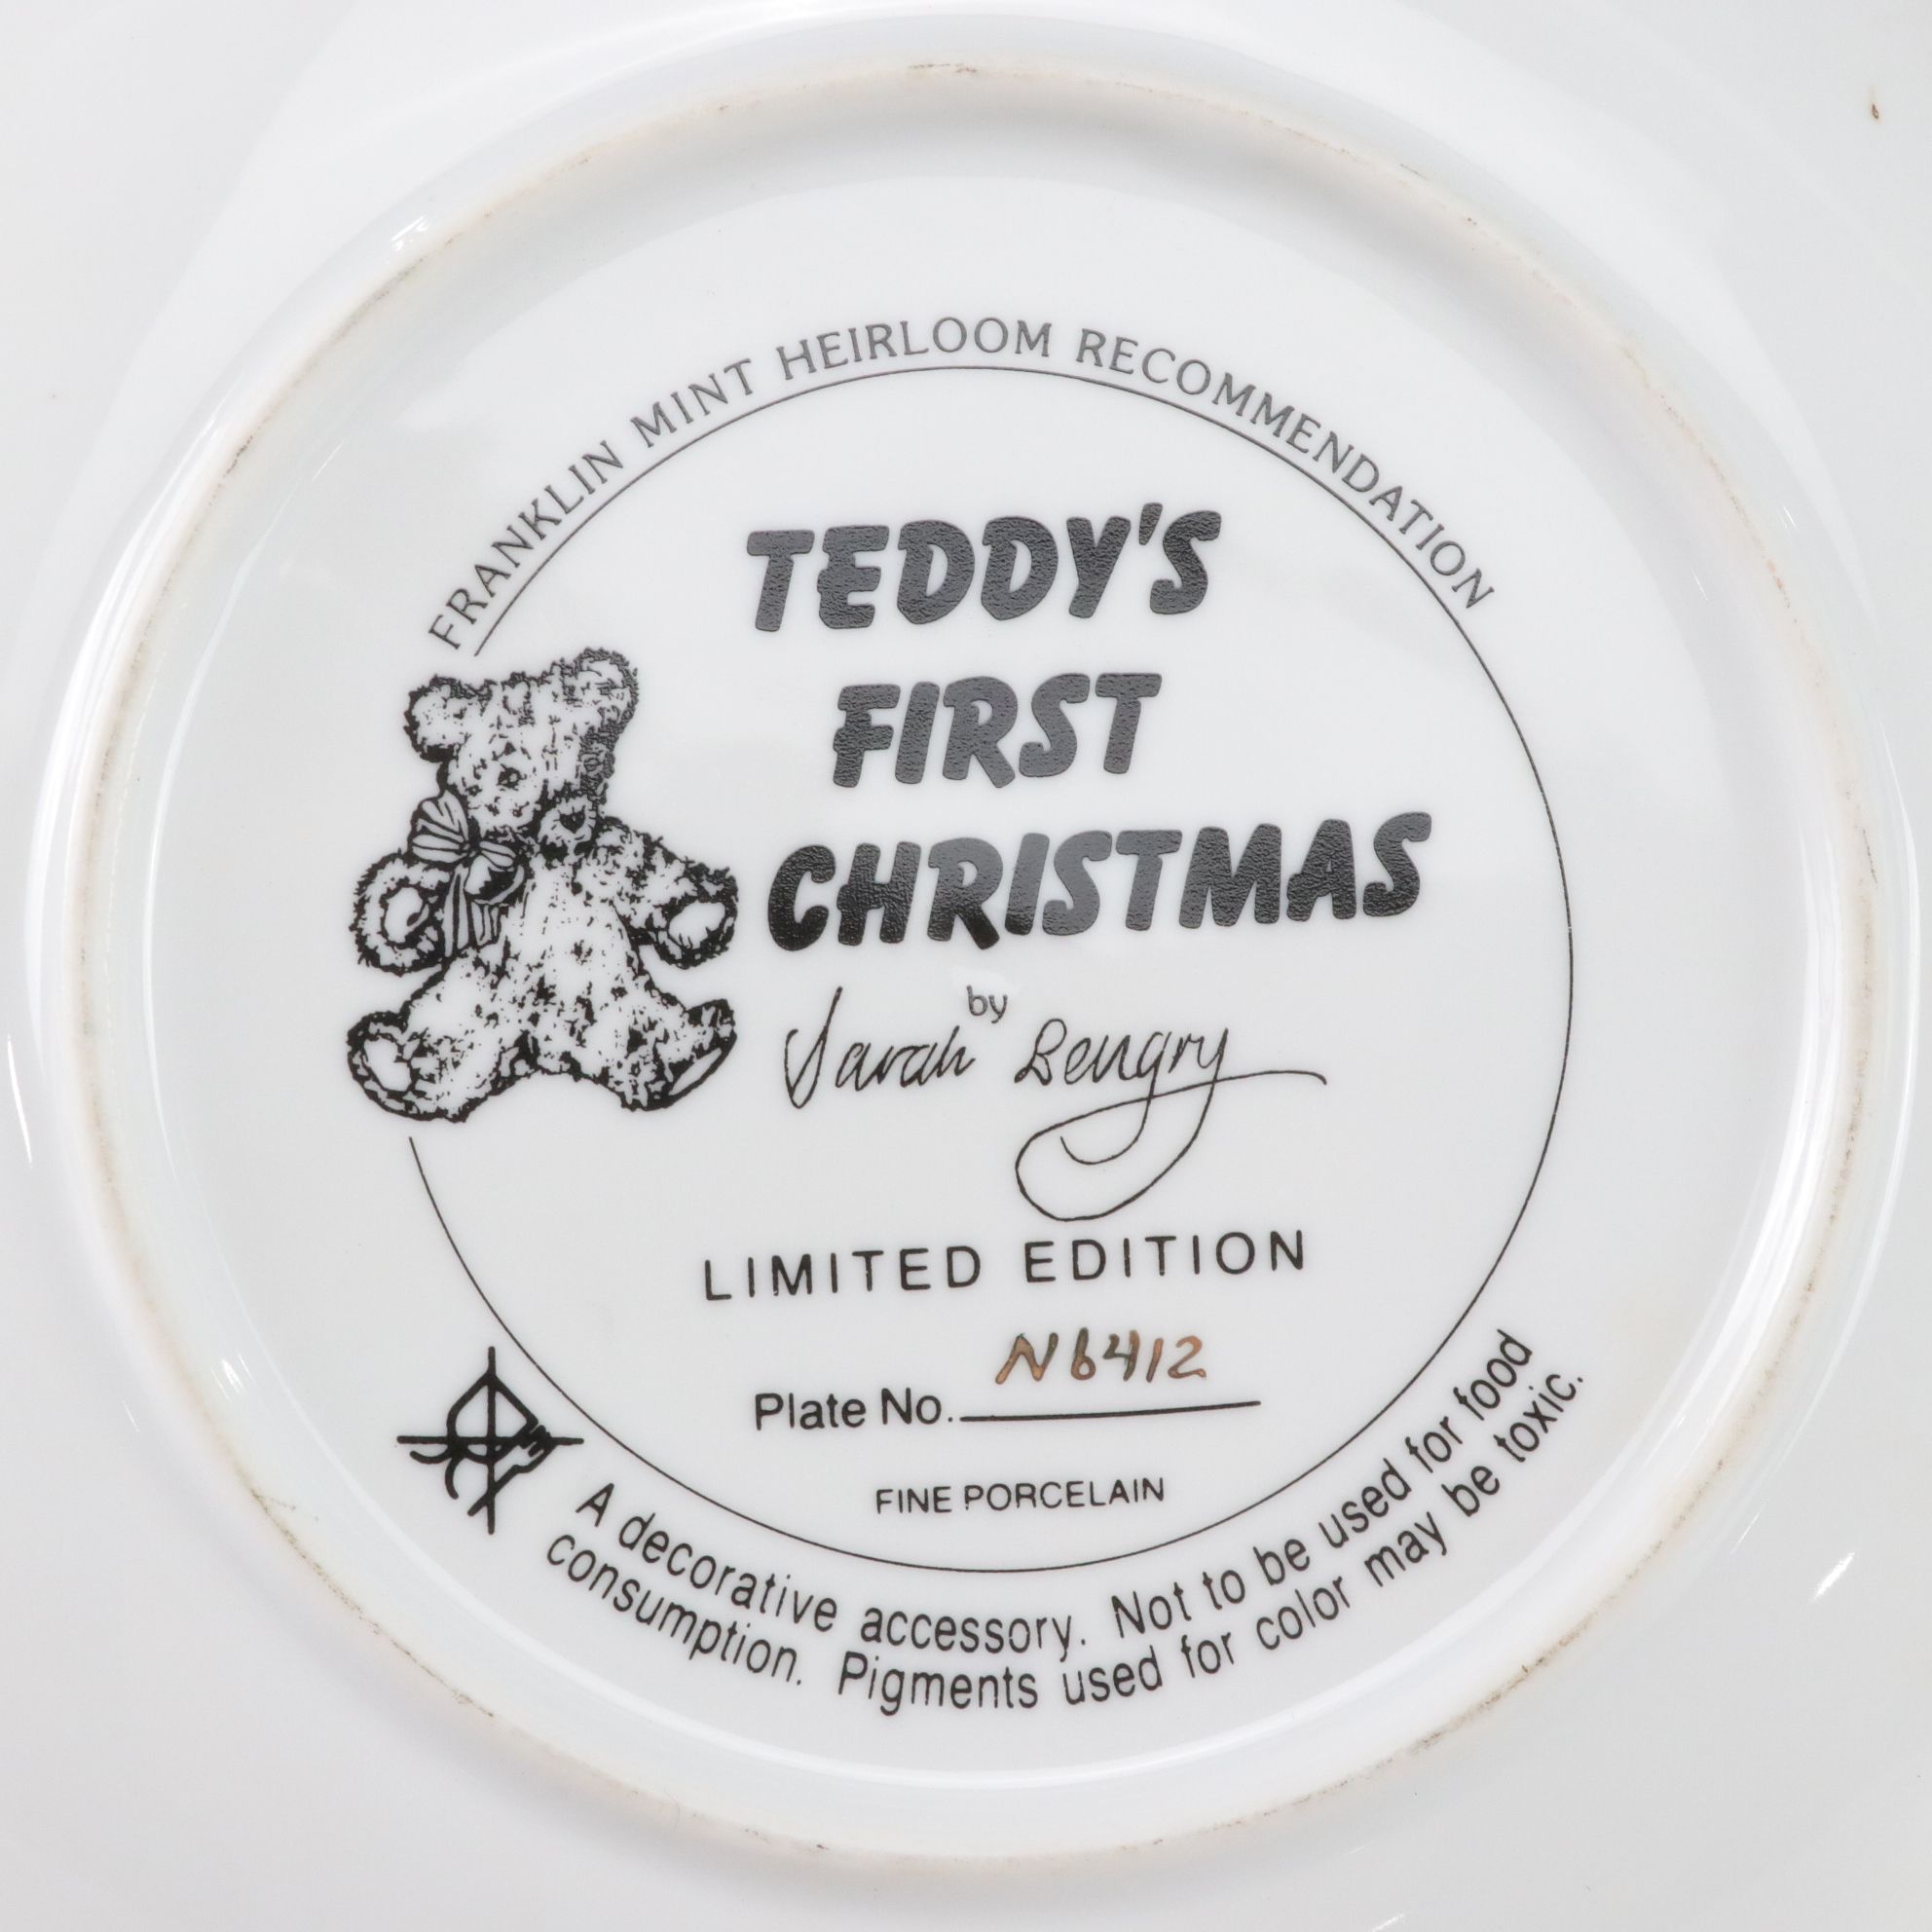 FRANKLIN MINT HEIRLOOM RECOMMENDATION
TEDDY'S
FIRST
CHRISTMAS
by
Sarah Bengry
LIMITED EDITION
Plate No. N6412
FINE PORCELAIN
A decorative accessory. Not to be used for food
consumption. Pigments used for color may be toxic.